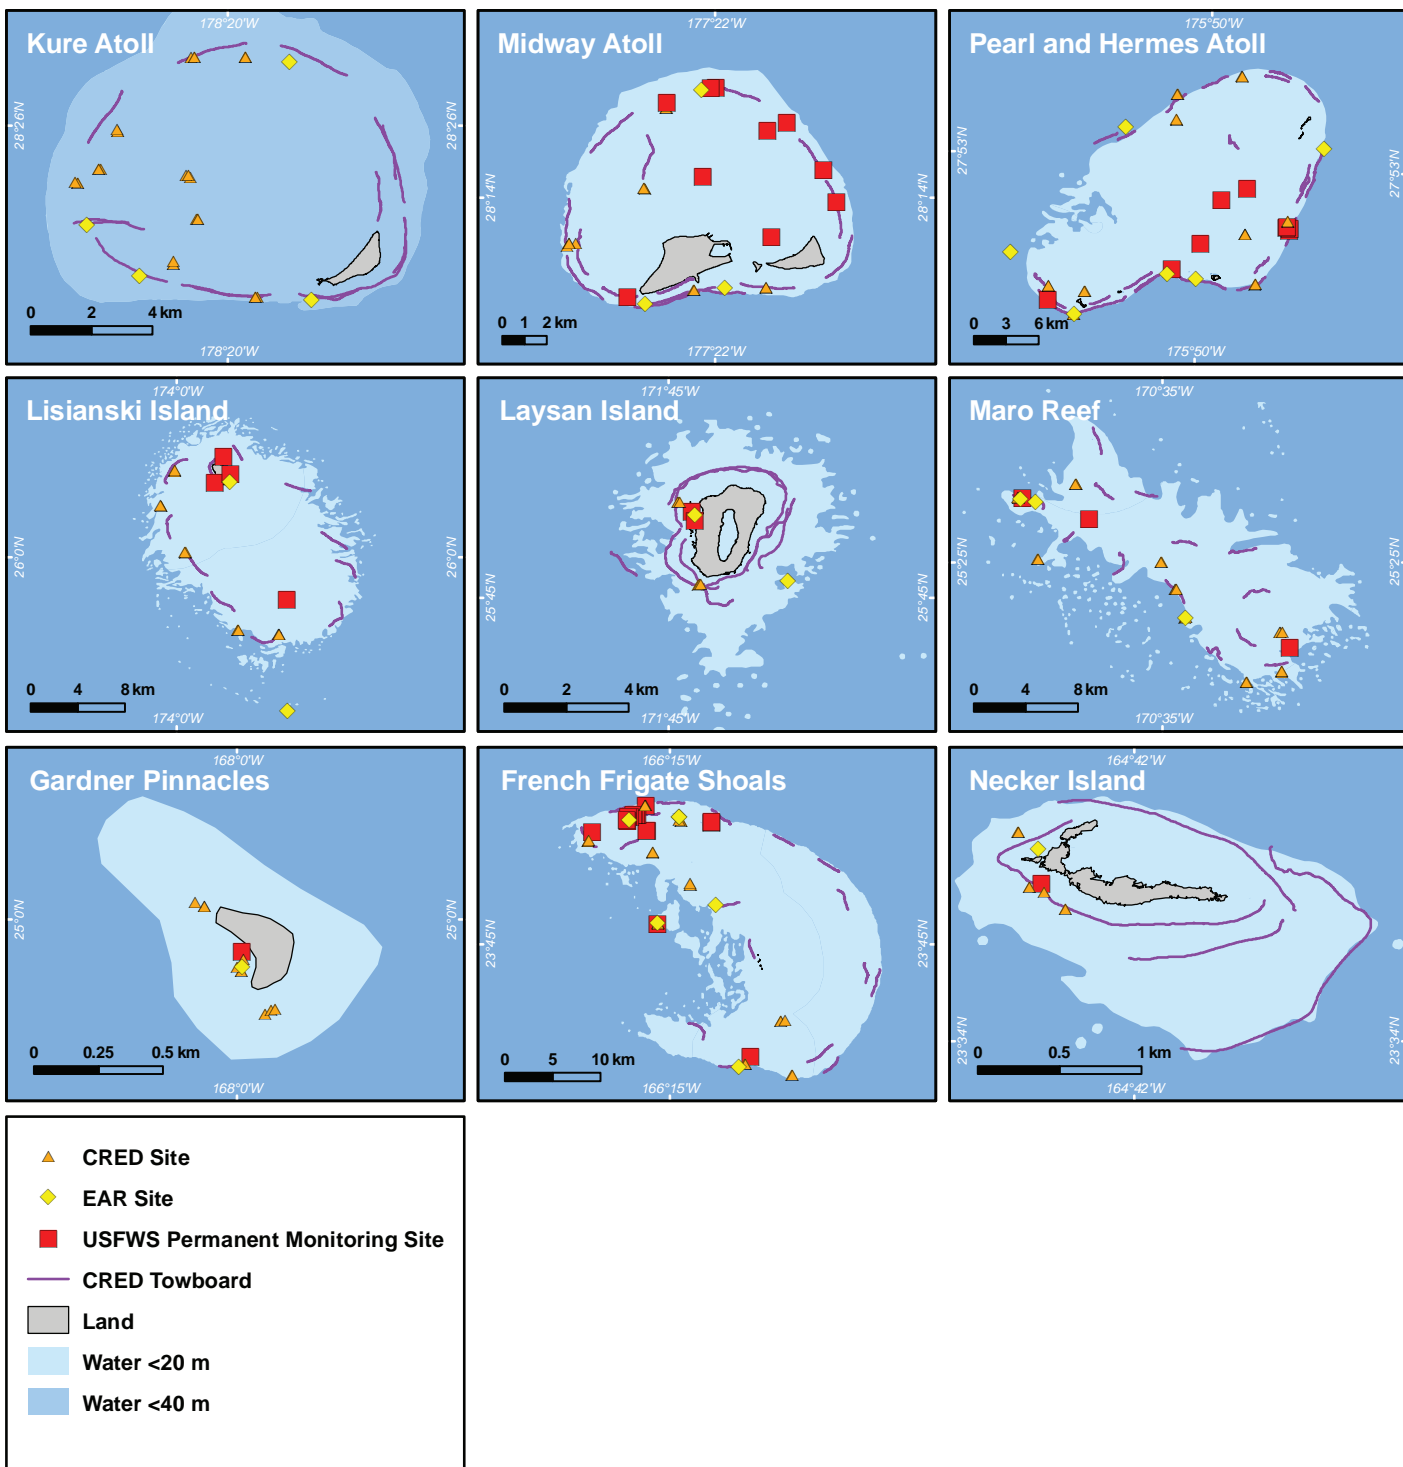 178°20'W
Kure Atoll
28°26'N
28°26'N
0 2 4 km
178°20'W
177°22'W
Midway Atoll
28°14'N
28°14'N
0 1 2 km
177°22'W
175°50'W
Pearl and Hermes Atoll
27°53'N
27°53'N
0 3 6 km
175°50'W
174°0'W
Lisianski Island
26°0'N
26°0'N
0 4 8 km
174°0'W
171°45'W
Laysan Island
25°45'N
25°45'N
0 2 4 km
171°45'W
170°35'W
Maro Reef
25°25'N
25°25'N
0 4 8 km
170°35'W
168°0'W
Gardner Pinnacles
25°0'N
25°0'N
0 0.25 0.5 km
168°0'W
166°15'W
French Frigate Shoals
23°45'N
23°45'N
0 5 10 km
166°15'W
164°42'W
Necker Island
23°34'N
23°34'N
0 0.5 1 km
164°42'W
CRED Site
EAR Site
USFWS Permanent Monitoring Site
CRED Towboard
Land
Water <20 m
Water <40 m